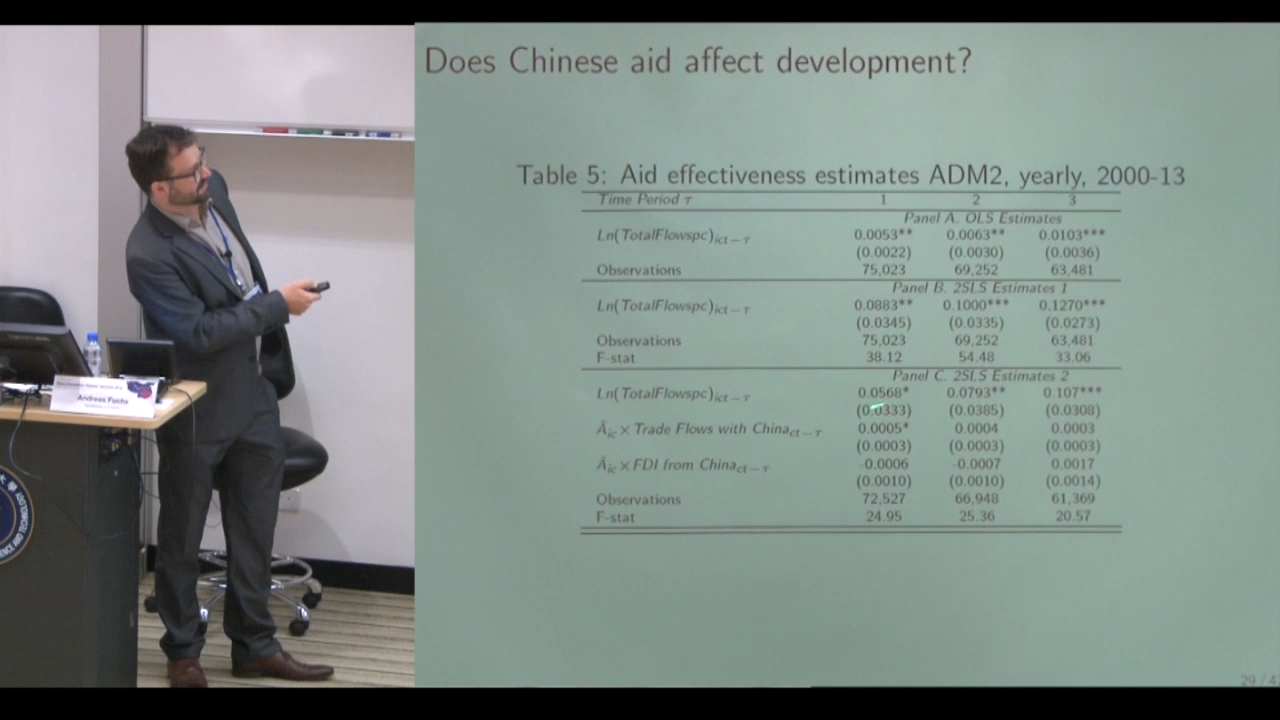 Does Chinese aid affect development?
Table 5: Aid effectiveness estimates ADM2, yearly, 2000-13
Time Period τ 1 2 3
Panel A. OLS Estimates
Ln(TotalFlowspc)ict−τ 0.0053** 0.0063** 0.0103***
(0.0022) (0.0030) (0.0036)
Observations 75,023 69,252 63,481
Panel B. 2SLS Estimates 1
Ln(TotalFlowspc)ict−τ 0.0883** 0.1000*** 0.1270***
(0.0345) (0.0335) (0.0273)
Observations 75,023 69,252 63,481
F-stat 38.12 54.48 33.06
Panel C. 2SLS Estimates 2
Ln(TotalFlowspc)ict−τ 0.0568* 0.0793** 0.107***
(0.0333) (0.0385) (0.0308)
Āic × Trade Flows with Chinact−τ 0.0005* 0.0004 0.0003
(0.0003) (0.0003) (0.0003)
Āic × FDI from Chinact−τ -0.0006 -0.0007 0.0017
(0.0010) (0.0010) (0.0014)
Observations 72,527 66,948 61,369
F-stat 24.95 25.36 20.57
Andreas Fuchs
29 /